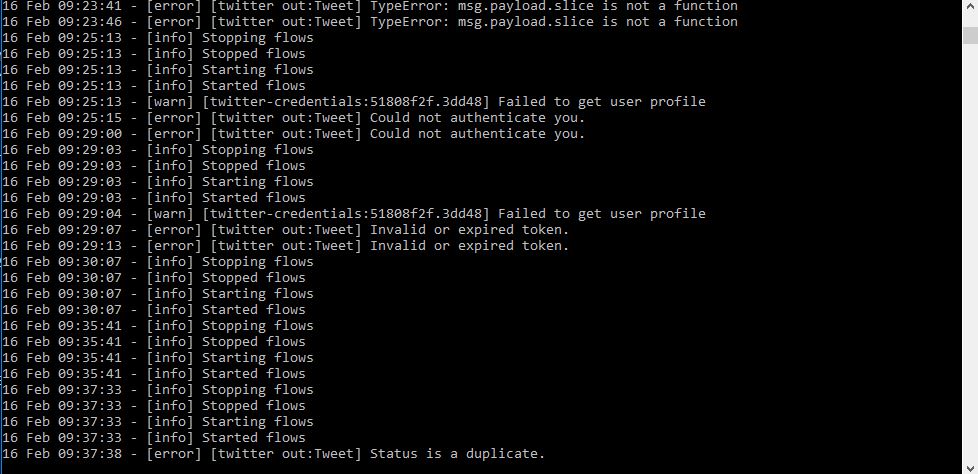 16 Feb 09:23:41 - [error] [twitter out:Tweet] TypeError: msg.payload.slice is not a function
16 Feb 09:23:46 - [error] [twitter out:Tweet] TypeError: msg.payload.slice is not a function
16 Feb 09:25:13 - [info] Stopping flows
16 Feb 09:25:13 - [info] Stopped flows
16 Feb 09:25:13 - [info] Starting flows
16 Feb 09:25:13 - [info] Started flows
16 Feb 09:25:13 - [warn] [twitter-credentials:51808f2f.3dd48] Failed to get user profile
16 Feb 09:25:15 - [error] [twitter out:Tweet] Could not authenticate you.
16 Feb 09:29:00 - [error] [twitter out:Tweet] Could not authenticate you.
16 Feb 09:29:03 - [info] Stopping flows
16 Feb 09:29:03 - [info] Stopped flows
16 Feb 09:29:03 - [info] Starting flows
16 Feb 09:29:03 - [info] Started flows
16 Feb 09:29:04 - [warn] [twitter-credentials:51808f2f.3dd48] Failed to get user profile
16 Feb 09:29:07 - [error] [twitter out:Tweet] Invalid or expired token.
16 Feb 09:29:13 - [error] [twitter out:Tweet] Invalid or expired token.
16 Feb 09:30:07 - [info] Stopping flows
16 Feb 09:30:07 - [info] Stopped flows
16 Feb 09:30:07 - [info] Starting flows
16 Feb 09:30:07 - [info] Started flows
16 Feb 09:35:41 - [info] Stopping flows
16 Feb 09:35:41 - [info] Stopped flows
16 Feb 09:35:41 - [info] Starting flows
16 Feb 09:35:41 - [info] Started flows
16 Feb 09:37:33 - [info] Stopping flows
16 Feb 09:37:33 - [info] Stopped flows
16 Feb 09:37:33 - [info] Starting flows
16 Feb 09:37:33 - [info] Started flows
16 Feb 09:37:38 - [error] [twitter out:Tweet] Status is a duplicate.